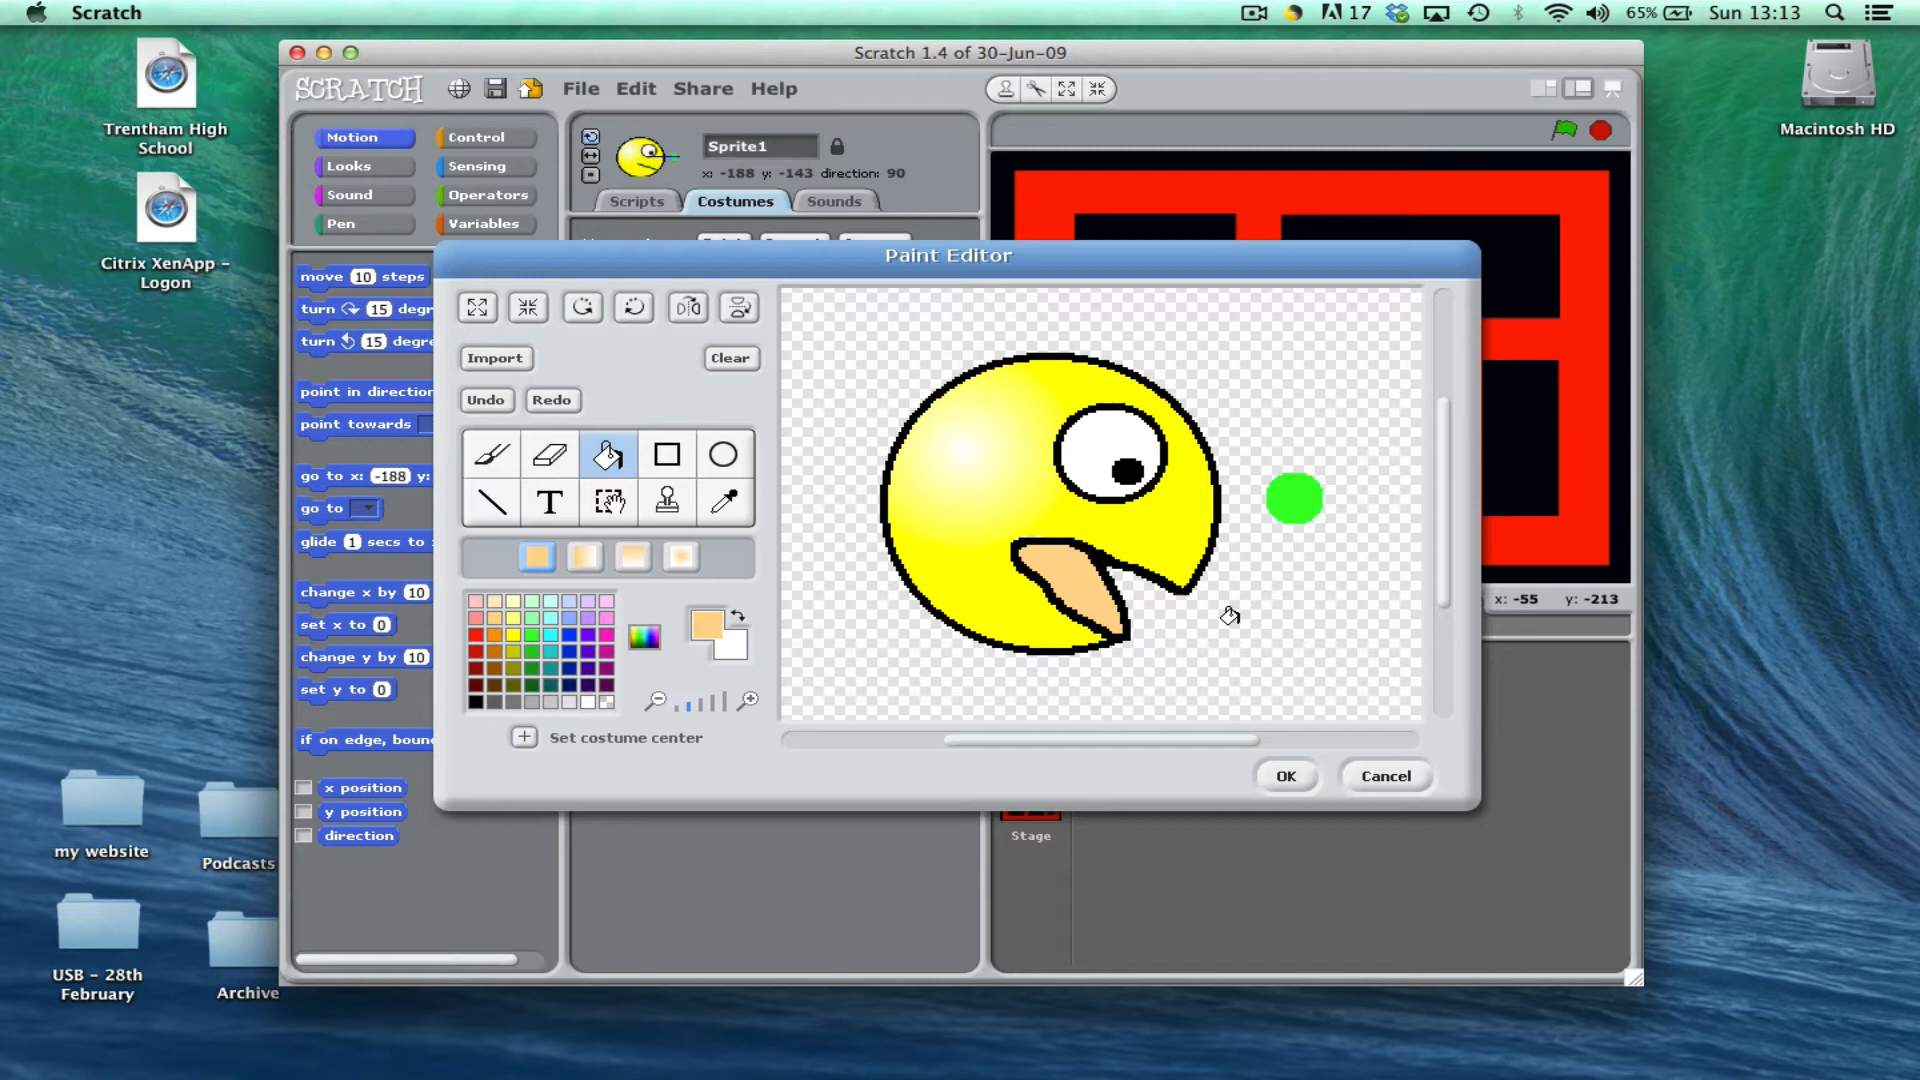 Scratch
17
65%
Sun 13:13
Scratch 1.4 of 30-Jun-09
SCRATCH
File Edit Share Help
Trentham High
School
Citrix XenApp -
Logon
Macintosh HD
Motion
Control
Looks
Sensing
Sound
Operators
Pen
Variables
Sprite1
x: -188 y: -143 direction: 90
Scripts
Costumes
Sounds
move 10 steps
turn 15 degr
turn 15 degre
point in direction
point towards
go to x: -188 y:
go to
glide 1 secs to
change x by 10
set x to 0
change y by 10
set y to 0
if on edge, boun
x position
y position
direction
Paint Editor
Import
Clear
Undo
Redo
T
Set costume center
OK
Cancel
x: -55 y: -213
Stage
my website
Podcasts
USB - 28th
February
Archive